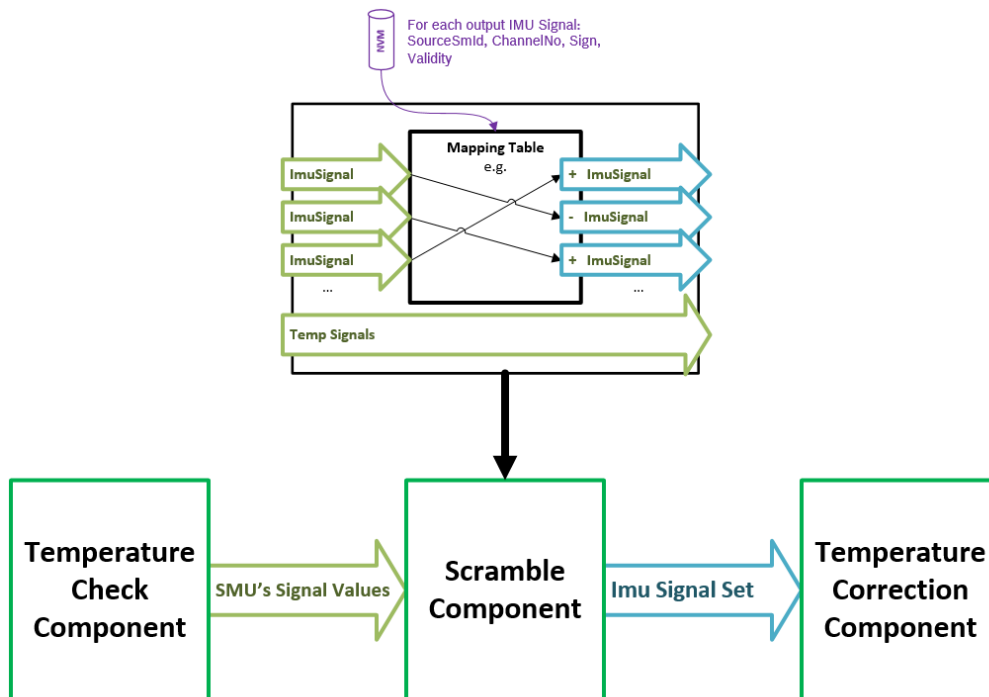 NVM
For each output IMU Signal:
SourceSmId, ChannelNo, Sign,
Validity
Mapping Table
e.g.
ImuSignal
+ ImuSignal
ImuSignal
- ImuSignal
ImuSignal
+ ImuSignal
...
...
Temp Signals
Temperature
Check
Component
SMU's Signal Values
Scramble
Component
Imu Signal Set
Temperature
Correction
Component